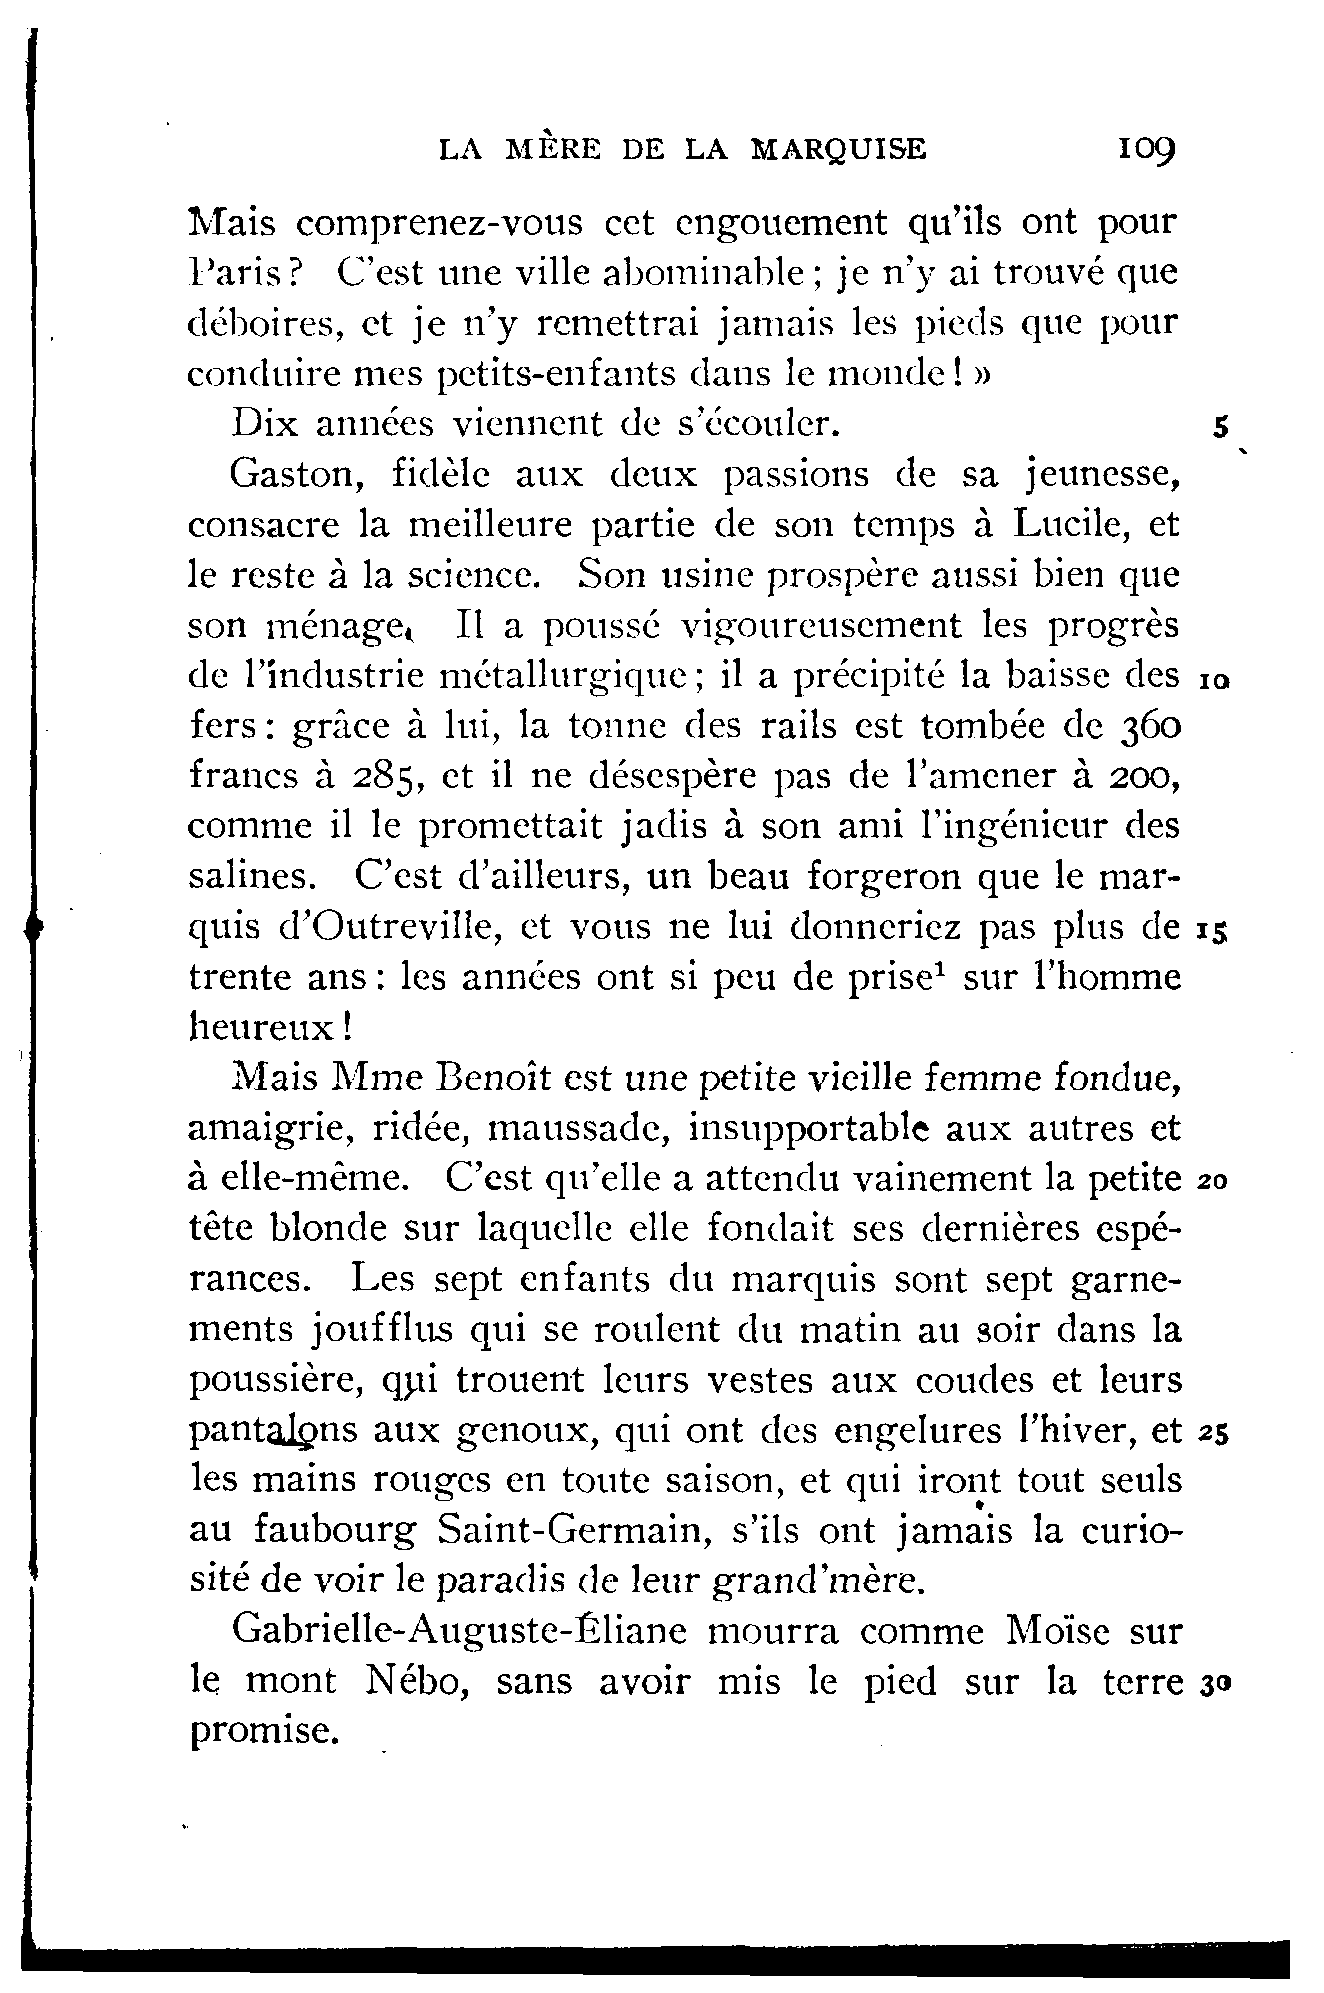 LA MÈRE DE LA MARQUISE 109
Mais comprenez-vous cet engouement qu'ils ont pour
Paris? C'est une ville abominable; je n'y ai trouvé que
déboires, et je n'y remettrai jamais les pieds que pour
conduire mes petits-enfants dans le monde! »
Dix années viennent de s'écouler. 5
Gaston, fidèle aux deux passions de sa jeunesse,
consacre la meilleure partie de son temps à Lucile, et
le reste à la science. Son usine prospère aussi bien que
son ménage. Il a poussé vigoureusement les progrès
de l'industrie métallurgique; il a précipité la baisse des 10
fers: grâce à lui, la tonne des rails est tombée de 360
francs à 285, et il ne désespère pas de l'amener à 200,
comme il le promettait jadis à son ami l'ingénieur des
salines. C'est d'ailleurs, un beau forgeron que le mar-
quis d'Outreville, et vous ne lui donneriez pas plus de 15
trente ans: les années ont si peu de prise¹ sur l'homme
heureux!
Mais Mme Benoît est une petite vieille femme fondue,
amaigrie, ridée, maussade, insupportable aux autres et
à elle-même. C'est qu'elle a attendu vainement la petite 20
tête blonde sur laquelle elle fondait ses dernières espé-
rances. Les sept enfants du marquis sont sept garne-
ments joufflus qui se roulent du matin au soir dans la
poussière, qui trouent leurs vestes aux coudes et leurs
pantalons aux genoux, qui ont des engelures l'hiver, et 25
les mains rouges en toute saison, et qui iront tout seuls
au faubourg Saint-Germain, s'ils ont jamais la curio-
sité de voir le paradis de leur grand'mère.
Gabrielle-Auguste-Éliane mourra comme Moïse sur
le mont Nébo, sans avoir mis le pied sur la terre 30
promise.